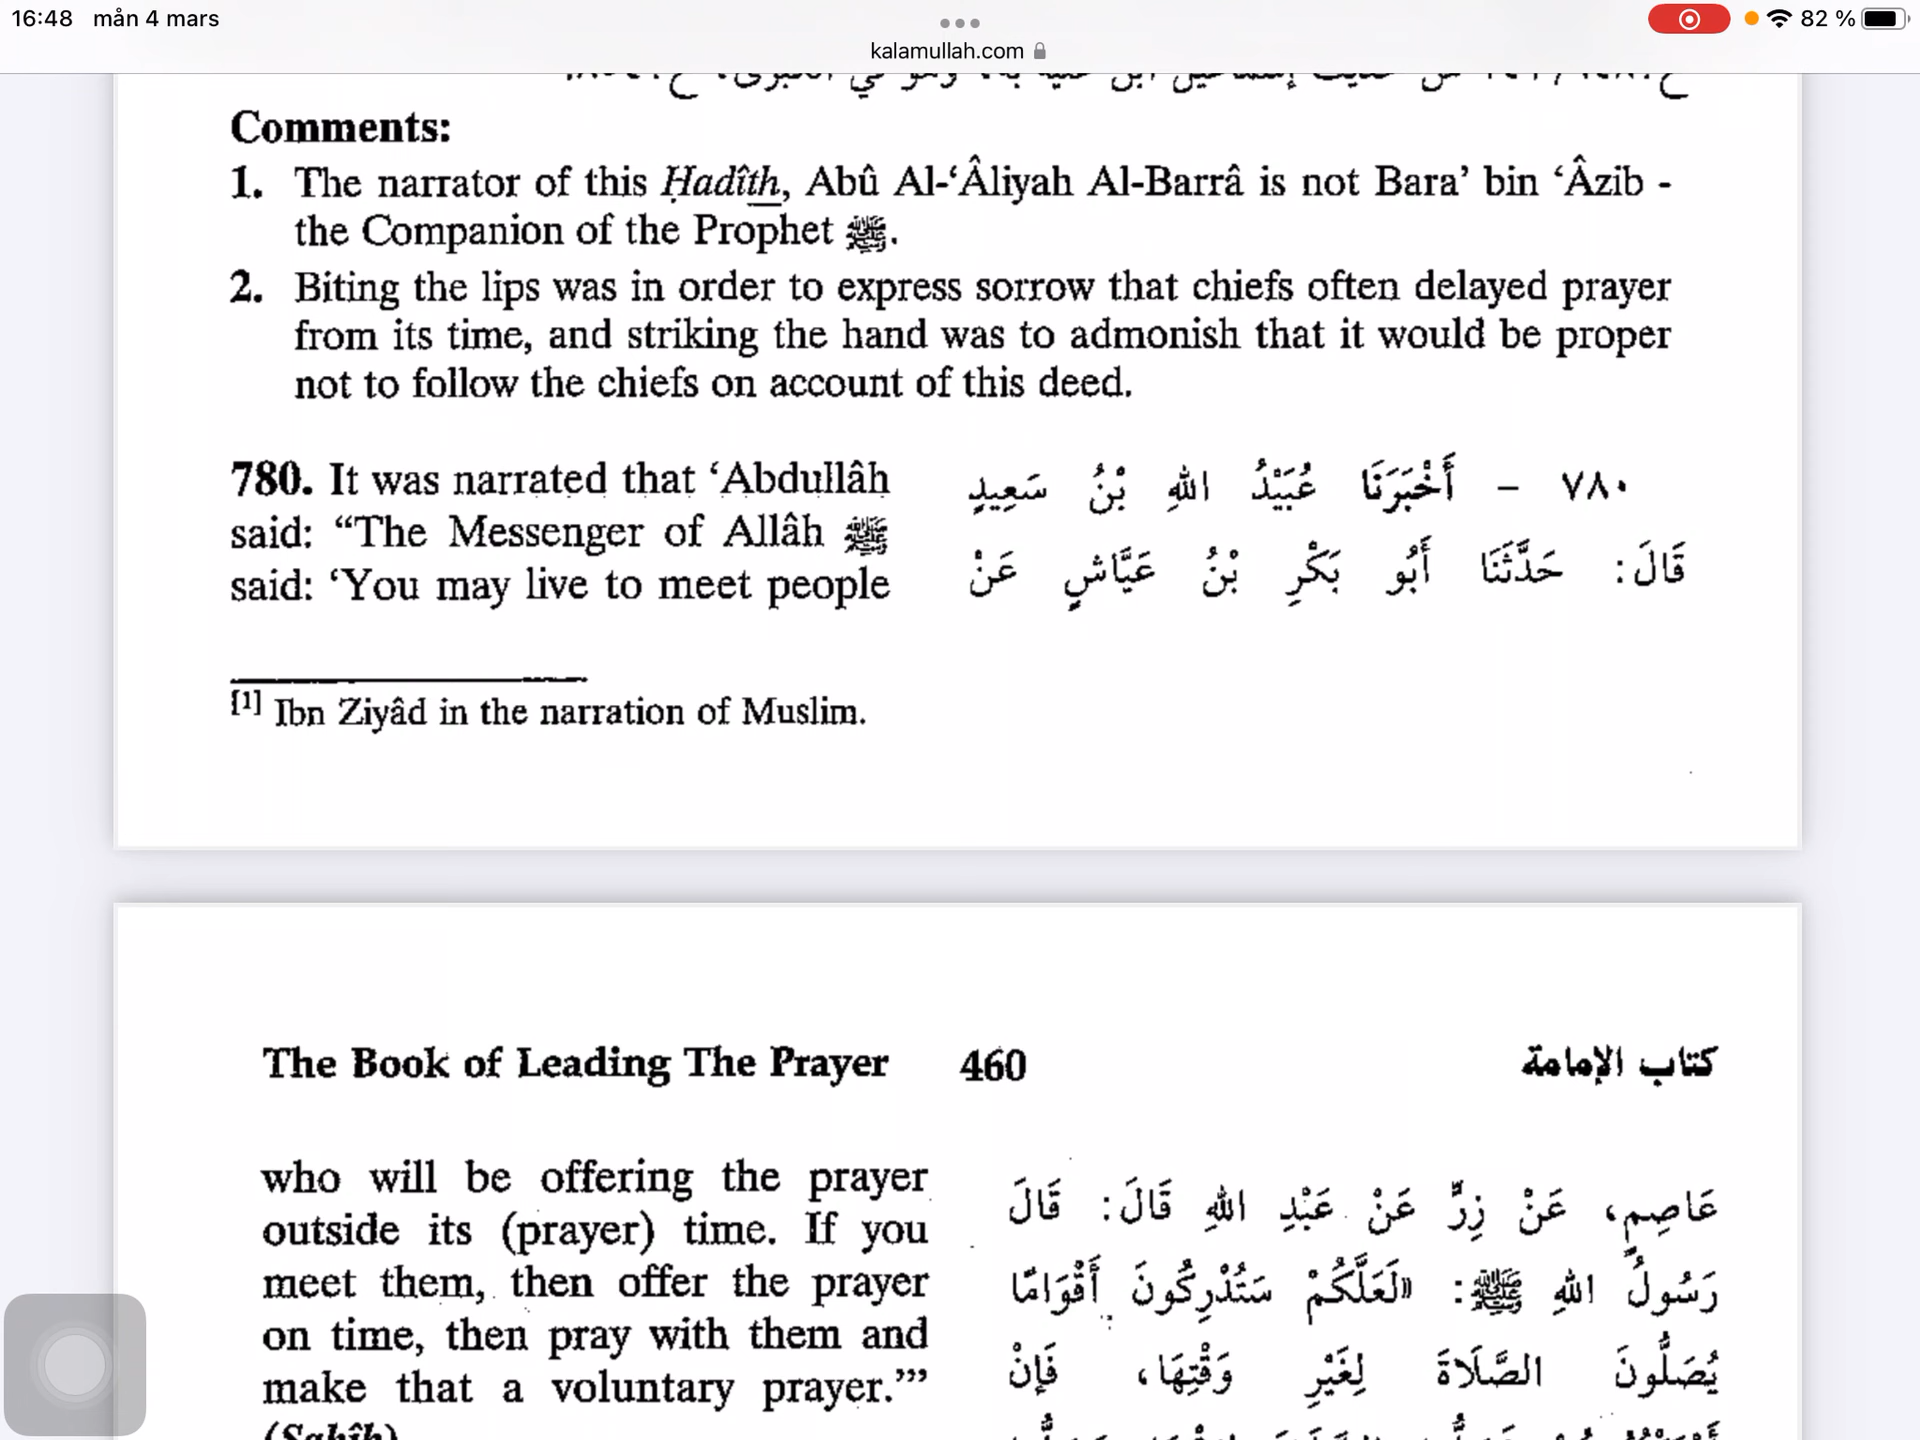 16:48 mån 4 mars
82 %
kalamullah.com
Comments:
1. The narrator of this Ḥadîth, Abû Al-‘Âliyah Al-Barrâ is not Bara’ bin ‘Âzib -
the Companion of the Prophet ﷺ.
2. Biting the lips was in order to express sorrow that chiefs often delayed prayer
from its time, and striking the hand was to admonish that it would be proper
not to follow the chiefs on account of this deed.
780. It was narrated that ‘Abdullâh
said: “The Messenger of Allâh ﷺ
said: ‘You may live to meet people
٧٨٠ – أَخْبَرَنَا عُبَيْدُ اللهِ بْنُ سَعِيدٍ
قَالَ: حَدَّثَنَا أَبُو بَكْرِ بْنُ عَيَّاشٍ عَنْ
[1] Ibn Ziyâd in the narration of Muslim.
The Book of Leading The Prayer 460 كتاب الإمامة
who will be offering the prayer
outside its (prayer) time. If you
meet them, then offer the prayer
on time, then pray with them and
make that a voluntary prayer.’”
(Sahîh)
عَاصِمٍ، عَنْ زِرٍّ عَنْ عَبْدِ اللهِ قَالَ: قَالَ
رَسُولُ اللهِ ﷺ: «لَعَلَّكُمْ سَتُدْرِكُونَ أَقْوَامًا
يُصَلُّونَ الصَّلَاةَ لِغَيْرِ وَقْتِهَا، فَإِنْ